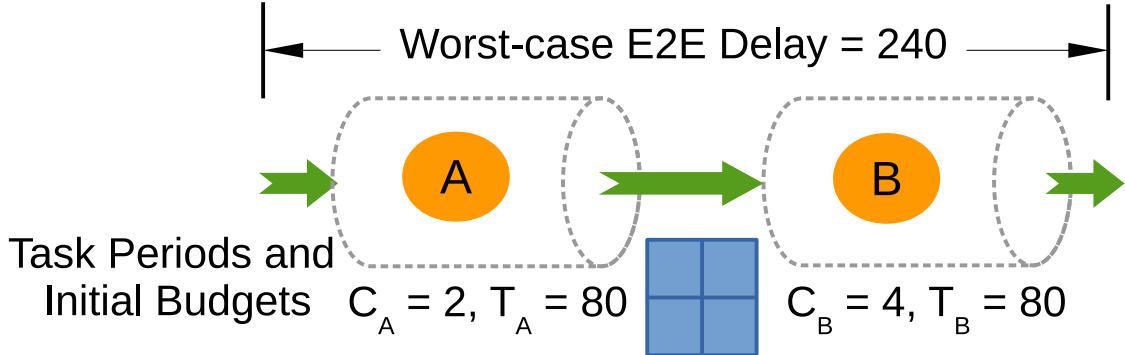 Worst-case E2E Delay = 240
A
B
Task Periods and
Initial Budgets
C_A = 2, T_A = 80
C_B = 4, T_B = 80